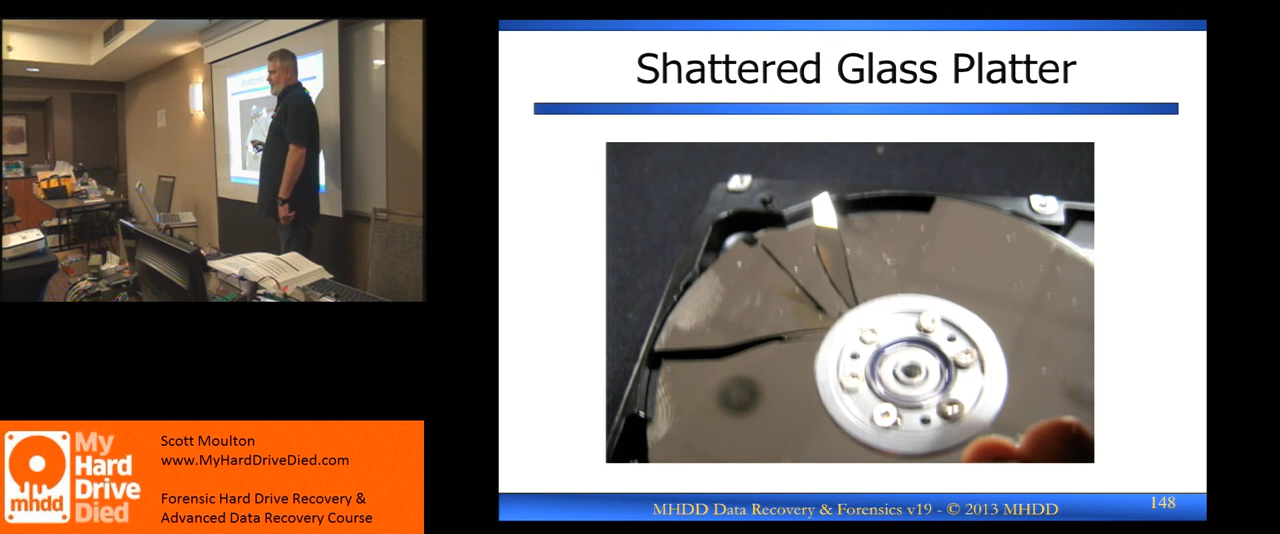 Shattered Glass Platter
MHDD Data Recovery & Forensics v19 - © 2013 MHDD
148
My
Hard
Drive
Died
mhdd
Scott Moulton
www.MyHardDriveDied.com
Forensic Hard Drive Recovery &
Advanced Data Recovery Course